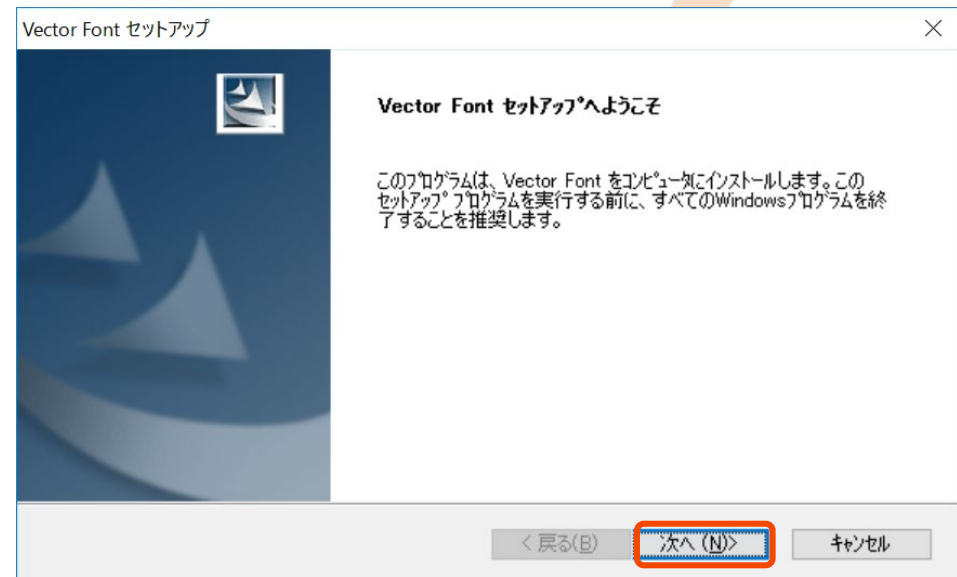 Vector Font セットアップ
Vector Font ｾｯﾄｱｯﾌﾟへようこそ
このﾌﾟﾛｸﾞﾗﾑは、Vector Font をｺﾝﾋﾟｭｰﾀにインストールします。この
ｾｯﾄｱｯﾌﾟ ﾌﾟﾛｸﾞﾗﾑを実行する前に、すべてのWindowsﾌﾟﾛｸﾞﾗﾑを終
了することを推奨します。
< 戻る(B)
次へ (N)>
ｷｬﾝｾﾙ